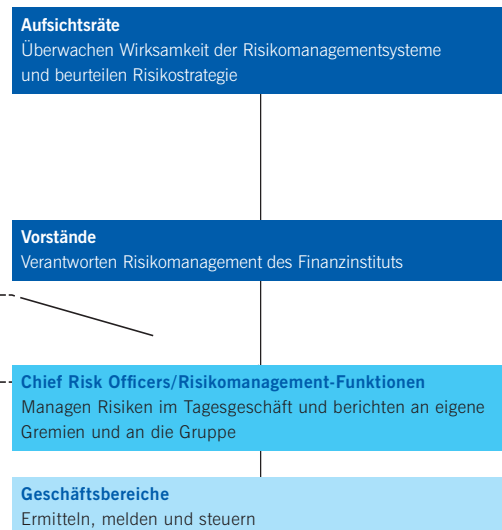 Aufsichtsräte
Überwachen Wirksamkeit der Risikomanagementsysteme
und beurteilen Risikostrategie
Vorstände
Verantworten Risikomanagement des Finanzinstituts
Chief Risk Officers/Risikomanagement-Funktionen
Managen Risiken im Tagesgeschäft und berichten an eigene
Gremien und an die Gruppe
Geschäftsbereiche
Ermitteln, melden und steuern